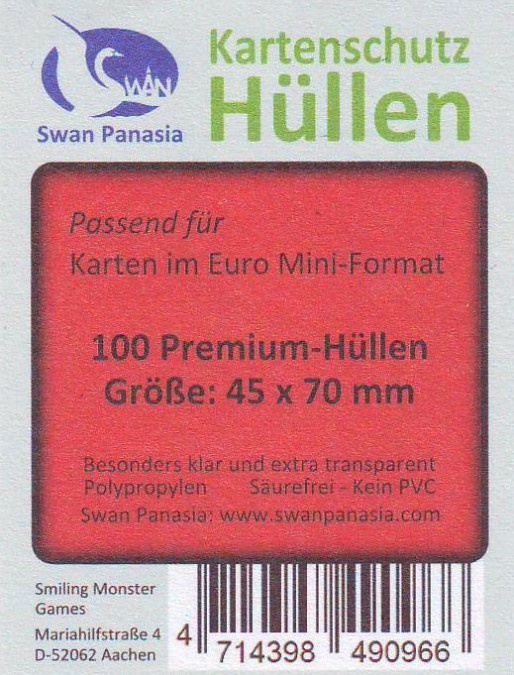 SWAN
Swan Panasia
Kartenschutz
Hüllen
Passend für
Karten im Euro Mini-Format
100 Premium-Hüllen
Größe: 45 x 70 mm
Besonders klar und extra transparent
Polypropylen Säurefrei - Kein PVC
Swan Panasia: www.swanpanasia.com
Smiling Monster
Games
Mariahilfstraße 4
D-52062 Aachen
4 714398 490966